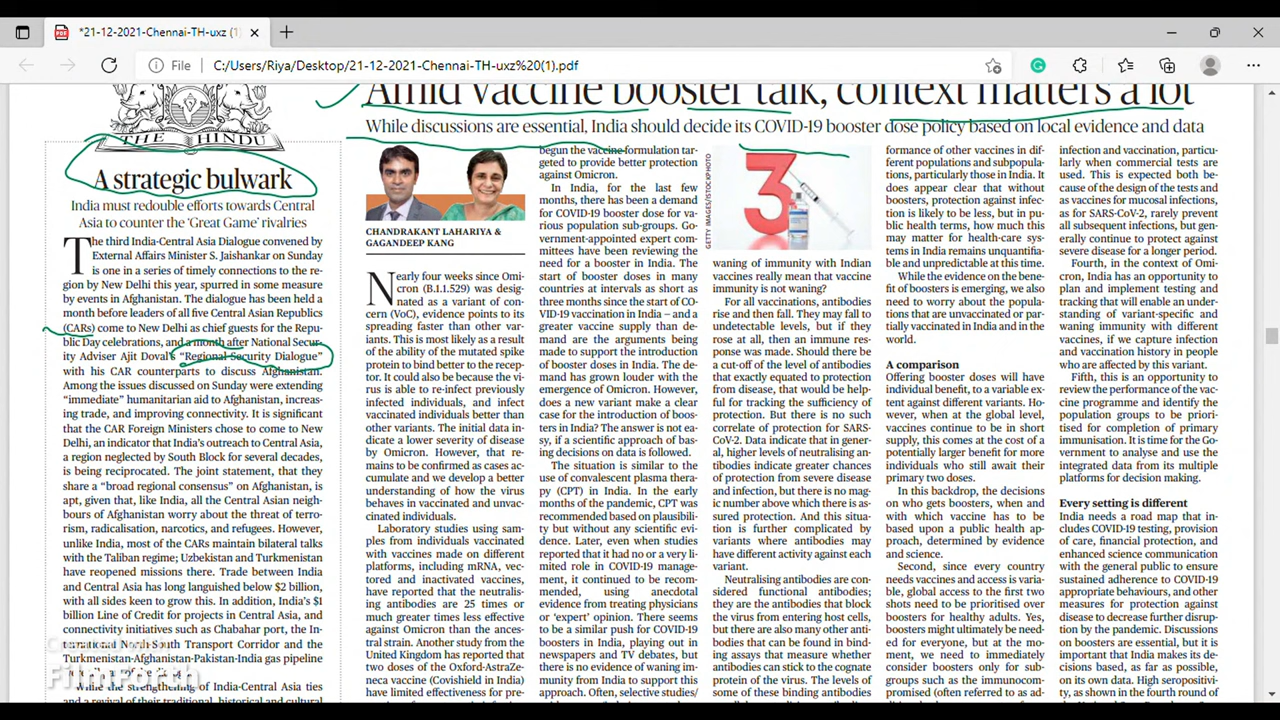 *21-12-2021-Chennai-TH-uxz (1)
File
C:/Users/Riya/Desktop/21-12-2021-Chennai-TH-uxz%20(1).pdf
Amid vaccine booster talk, context matters a lot
While discussions are essential, India should decide its COVID-19 booster dose policy based on local evidence and data
THE HINDU
A strategic bulwark
India must redouble efforts towards Central
Asia to counter the ‘Great Game’ rivalries
The third India-Central Asia Dialogue convened by
External Affairs Minister S. Jaishankar on Sunday
is one in a series of timely connections to the re-
gion by New Delhi this year, spurred in some measure
by events in Afghanistan. The dialogue has been held a
month before leaders of all five Central Asian Republics
(CARs) come to New Delhi as chief guests for the Repu-
blic Day celebrations, and a month after National Secur-
ity Adviser Ajit Doval’s “Regional Security Dialogue”
with his CAR counterparts to discuss Afghanistan.
Among the issues discussed on Sunday were extending
“immediate” humanitarian aid to Afghanistan, increas-
ing trade, and improving connectivity. It is significant
that the CAR Foreign Ministers chose to come to New
Delhi, an indicator that India’s outreach to Central Asia,
a region neglected by South Block for several decades,
is being reciprocated. The joint statement, that they
share a “broad regional consensus” on Afghanistan, is
apt, given that, like India, all the Central Asian neigh-
bours of Afghanistan worry about the threat of terro-
rism, radicalisation, narcotics, and refugees. However,
unlike India, most of the CARs maintain bilateral talks
with the Taliban regime; Uzbekistan and Turkmenistan
have reopened missions there. Trade between India
and Central Asia has long languished below $2 billion,
with all sides keen to grow this. In addition, India’s $1
billion Line of Credit for projects in Central Asia, and
connectivity initiatives such as Chabahar port, the In-
ternational North-South Transport Corridor and the
Turkmenistan-Afghanistan-Pakistan-India gas pipeline
While the strengthening of India-Central Asia ties
and a revival of their traditional, historical and cultural
CHANDRAKANT LAHARIYA &
GAGANDEEP KANG
Nearly four weeks since Omi-
cron (B.1.1.529) was desig-
nated as a variant of con-
cern (VoC), evidence points to its
spreading faster than other var-
iants. This is most likely as a result
of the ability of the mutated spike
protein to bind better to the recep-
tor. It could also be because the vi-
rus is able to re-infect previously
infected individuals, and infect
vaccinated individuals better than
other variants. The initial data in-
dicate a lower severity of disease
by Omicron. However, that re-
mains to be confirmed as cases ac-
cumulate and we develop a better
understanding of how the virus
behaves in vaccinated and unvac-
cinated individuals.
Laboratory studies using sam-
ples from individuals vaccinated
with vaccines made on different
platforms, including mRNA, vec-
tored and inactivated vaccines,
have reported that the neutralis-
ing antibodies are 25 times or
much greater times less effective
against Omicron than the ances-
tral strain. Another study from the
United Kingdom has reported that
two doses of the Oxford-AstraZe-
neca vaccine (Covishield in India)
have limited effectiveness for pre-
begun the vaccine formulation tar-
geted to provide better protection
against Omicron.
In India, for the last few
months, there has been a demand
for COVID-19 booster dose for va-
rious population sub-groups. Go-
vernment-appointed expert com-
mittees have been reviewing the
need for a booster in India. The
start of booster doses in many
countries at intervals as short as
three months since the start of CO-
VID-19 vaccination in India – and a
greater vaccine supply than de-
mand are the arguments being
made to support the introduction
of booster doses in India. The de-
mand has grown louder with the
emergence of Omicron. However,
does a new variant make a clear
case for the introduction of boos-
ters in India? The answer is not ea-
sy, if a scientific approach of bas-
ing decisions on data is followed.
The situation is similar to the
use of convalescent plasma thera-
py (CPT) in India. In the early
months of the pandemic, CPT was
recommended based on plausibili-
ty but without any scientific evi-
dence. Later, even when studies
reported that it had no or a very li-
mited role in COVID-19 manage-
ment, it continued to be recom-
mended, using anecdotal
evidence from treating physicians
or ‘expert’ opinion. There seems
to be a similar push for COVID-19
boosters in India, playing out in
newspapers and TV debates, but
there is no evidence of waning im-
munity from India to support this
approach. Often, selective studies/
3
GETTY IMAGES/ISTOCKPHOTO
waning of immunity with Indian
vaccines really mean that vaccine
immunity is not waning?
For all vaccinations, antibodies
rise and then fall. They may fall to
undetectable levels, but if they
rose at all, then an immune res-
ponse was made. Should there be
a cut-off of the level of antibodies
that exactly equated to protection
from disease, that would be help-
ful for tracking the sufficiency of
protection. But there is no such
correlate of protection for SARS-
CoV-2. Data indicate that in gener-
al, higher levels of neutralising an-
tibodies indicate greater chances
of protection from severe disease
and infection, but there is no mag-
ic number above which there is as-
sured protection. And this situa-
tion is further complicated by
variants where antibodies may
have different activity against each
variant.
Neutralising antibodies are con-
sidered functional antibodies;
they are the antibodies that block
the virus from entering host cells,
but there are also many other anti-
bodies that can be found in bind-
ing assays that measure whether
antibodies can stick to the cognate
protein of the virus. The levels of
some of these binding antibodies
formance of other vaccines in
different populations and subpopula-
tions, particularly those in India. It
does appear clear that without
boosters, protection against infec-
tion is likely to be less, but in pu-
blic health terms, how much this
may matter for health-care sys-
tems in India remains unquantifia-
ble and unpredictable at this time.
While the evidence on the bene-
fit of boosters is emerging, we also
need to worry about the popula-
tions that are unvaccinated or par-
tially vaccinated in India and in the
world.
A comparison
Offering booster doses will have
individual benefit, to a variable ex-
tent against different variants. Ho-
wever, when at the global level,
vaccines continue to be in short
supply, this comes at the cost of a
potentially larger benefit for more
individuals who still await their
primary two doses.
In this backdrop, the decisions
on who gets boosters, when and
with which vaccine has to be
based upon a public health ap-
proach, determined by evidence
and science.
Second, since every country
needs vaccines and access is varia-
ble, global access to the first two
shots need to be prioritised over
boosters for healthy adults. Yes,
boosters might ultimately be need-
ed for everyone, but at the mo-
ment, we need to immediately
consider boosters only for sub-
groups such as the immunocom-
promised (often referred to as ad-
infection and vaccination, particu-
larly when commercial tests are
used. This is expected both be-
cause of the design of the tests and
as vaccines for mucosal infections,
as for SARS-CoV-2, rarely prevent
all subsequent infections, but gen-
erally continue to protect against
severe disease for a longer period.
Fourth, in the context of Omi-
cron, India has an opportunity to
plan and implement testing and
tracking that will enable an under-
standing of variant-specific and
waning immunity with different
vaccines, if we capture infection
and vaccination history in people
who are affected by this variant.
Fifth, this is an opportunity to
review the performance of the vac-
cine programme and identify the
population groups to be priori-
tised for completion of primary
immunisation. It is time for the Go-
vernment to analyse and use the
integrated data from its multiple
platforms for decision making.
Every setting is different
India needs a road map that in-
cludes COVID-19 testing, provision
of care, financial protection, and
enhanced science communication
with the general public to ensure
sustained adherence to COVID-19
appropriate behaviours, and other
measures for protection against
disease to decrease further disrup-
tion by the pandemic. Discussions
on boosters are essential, but it is
important that India makes its de-
cisions based, as far as possible,
on its own data. High seropositivi-
ty, as shown in the fourth round of
FilmForth